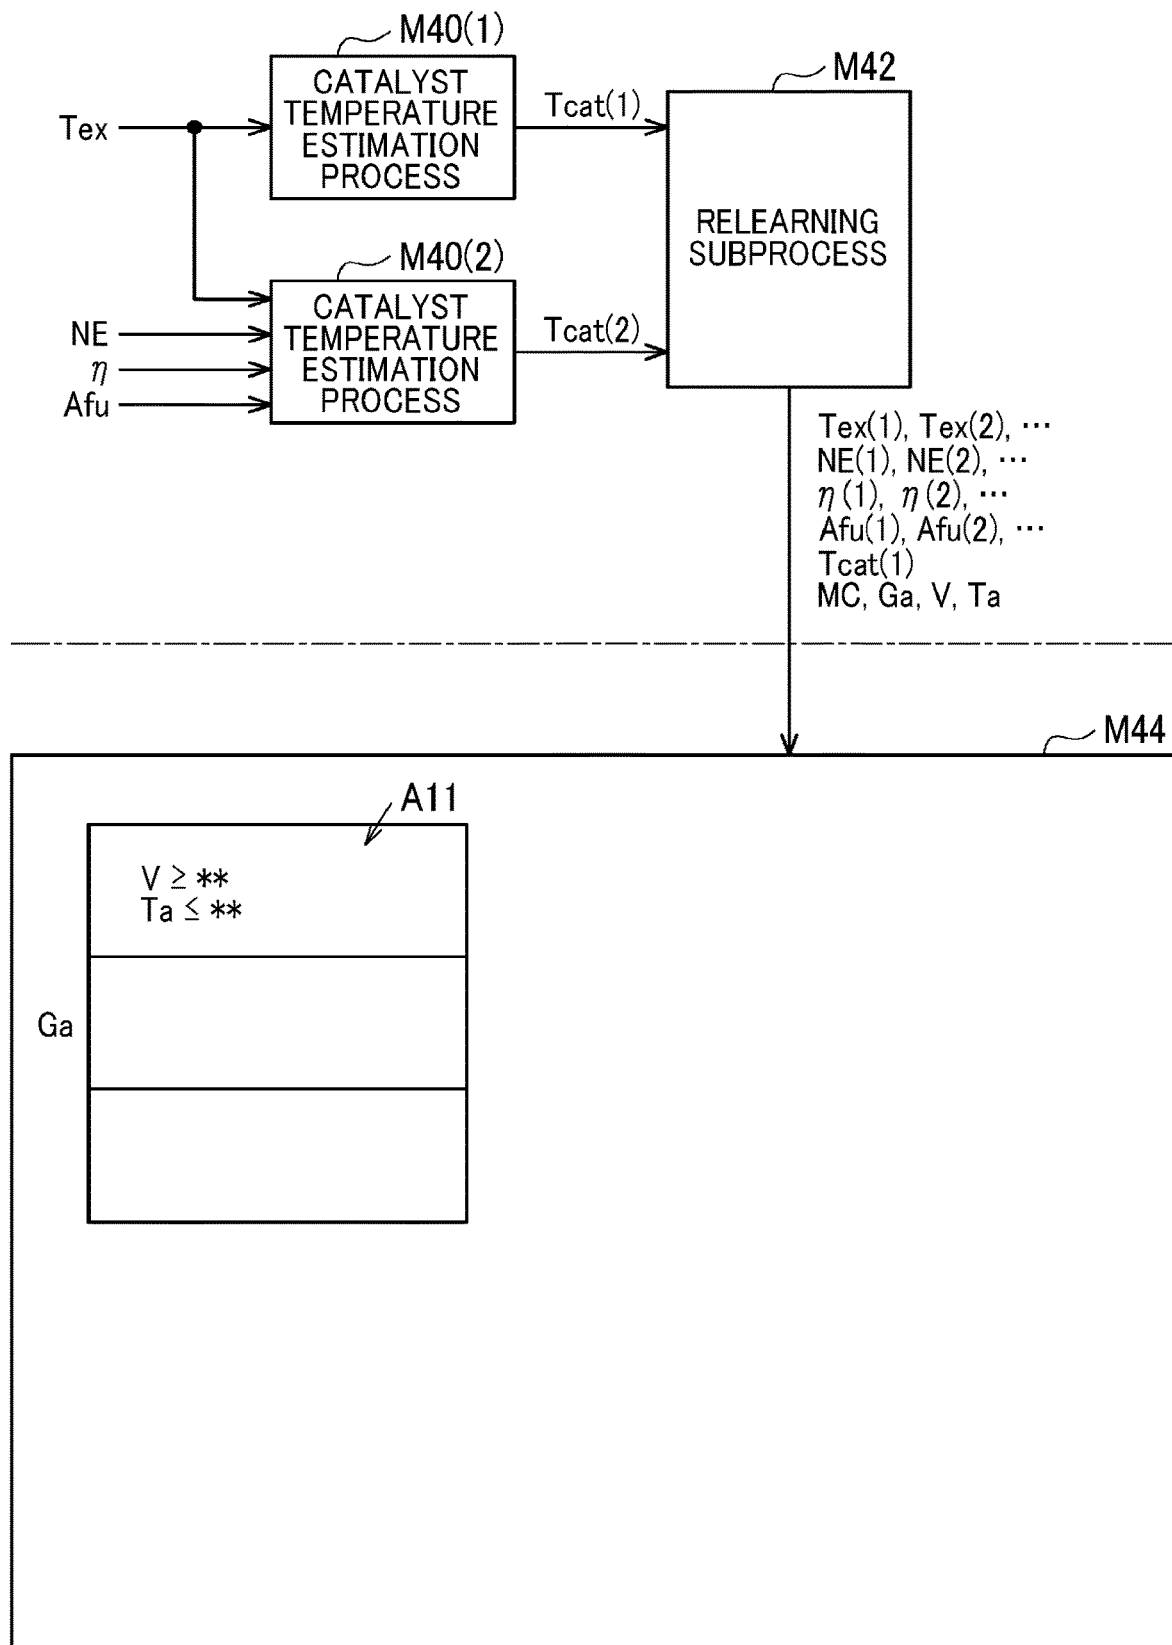 M40(1)
CATALYST
TEMPERATURE
ESTIMATION
PROCESS
Tex
Tcat(1)
M42
RELEARNING
SUBPROCESS
M40(2)
CATALYST
TEMPERATURE
ESTIMATION
PROCESS
NE
η
Afu
Tcat(2)
Tex(1), Tex(2), ⋯
NE(1), NE(2), ⋯
η(1), η(2), ⋯
Afu(1), Afu(2), ⋯
Tcat(1)
MC, Ga, V, Ta
M44
A11
V ≧ **
Ta ≦ **
Ga